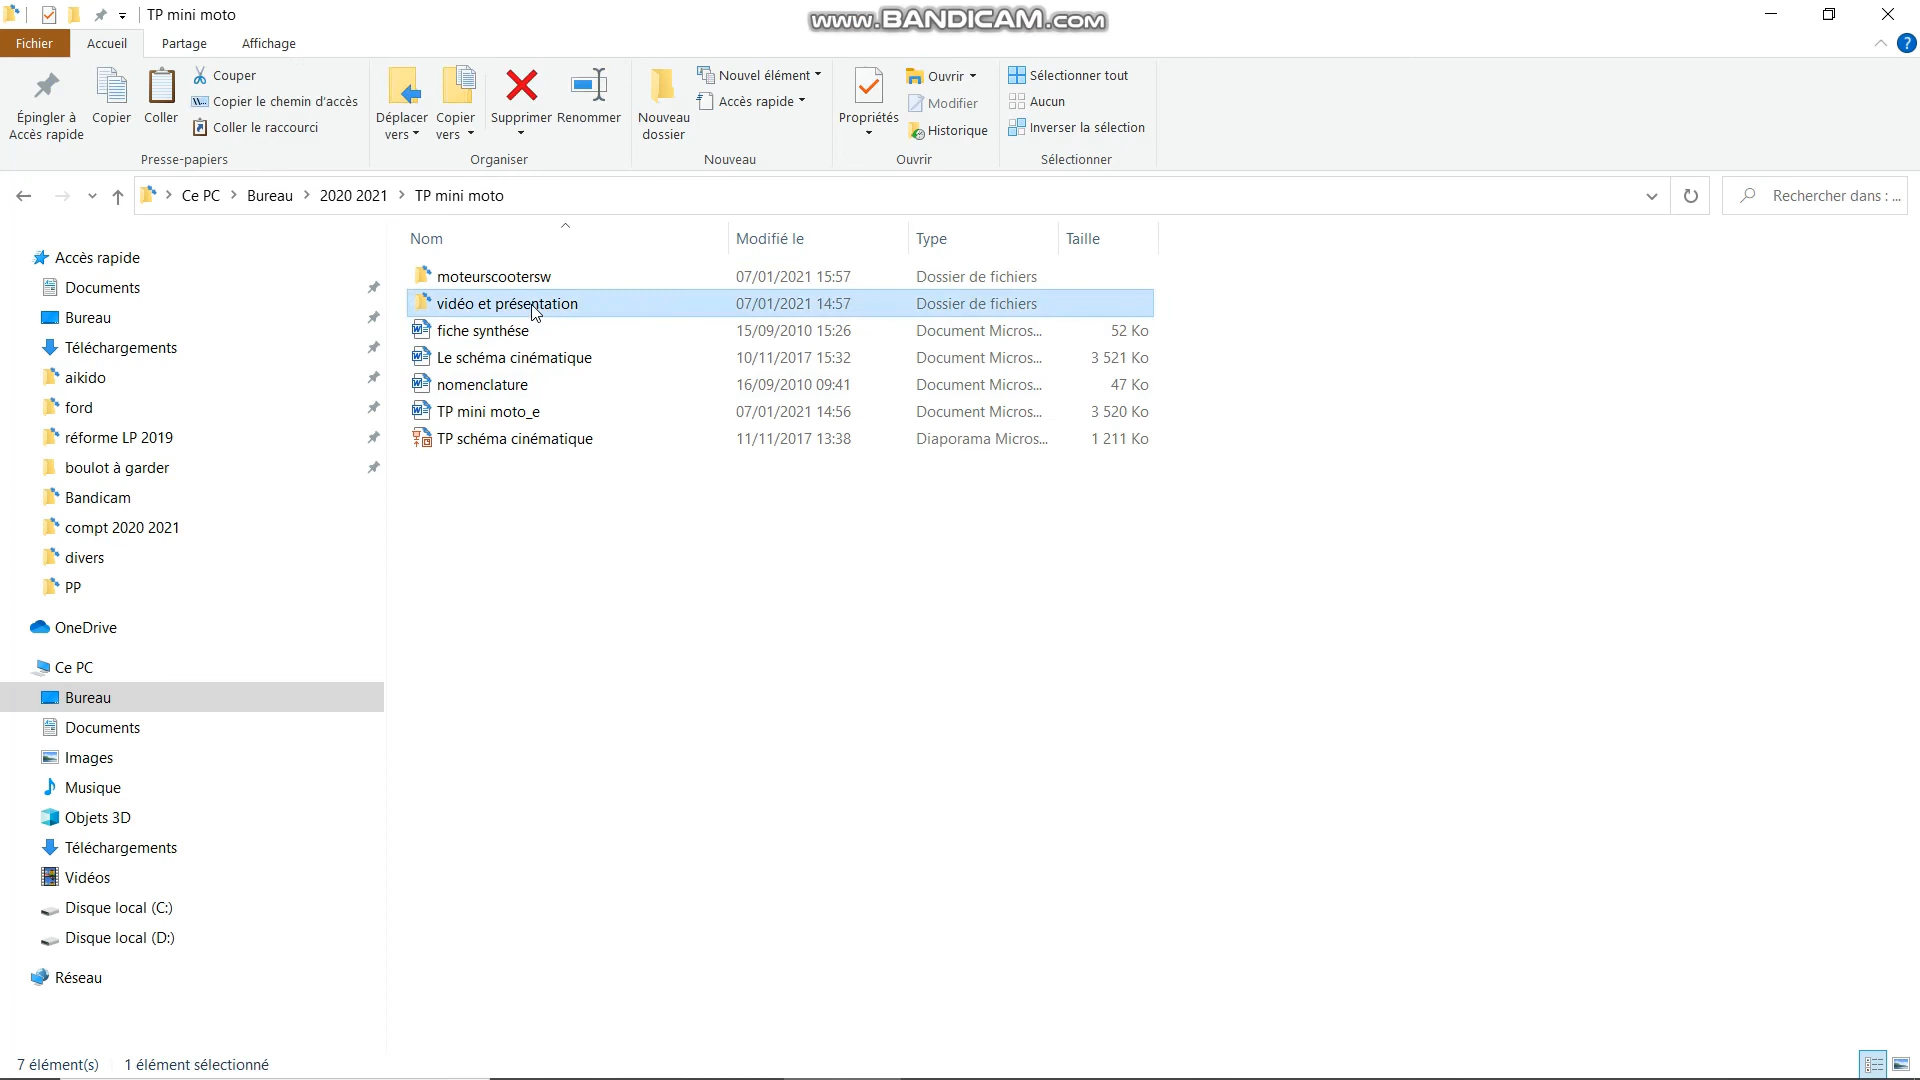 TP mini moto
www.BANDICAM.com
Fichier Accueil Partage Affichage
Épingler à Accès rapide
Copier
Coller
Couper
Copier le chemin d'accès
Coller le raccourci
Presse-papiers
Déplacer vers
Copier vers
Supprimer
Renommer
Organiser
Nouveau dossier
Nouvel élément
Accès rapide
Nouveau
Propriétés
Ouvrir
Modifier
Historique
Ouvrir
Sélectionner tout
Aucun
Inverser la sélection
Sélectionner
Ce PC > Bureau > 2020 2021 > TP mini moto
Rechercher dans : ...
Accès rapide
Documents
Bureau
Téléchargements
aikido
ford
réforme LP 2019
boulot à garder
Bandicam
compt 2020 2021
divers
PP
OneDrive
Ce PC
Bureau
Documents
Images
Musique
Objets 3D
Téléchargements
Vidéos
Disque local (C:)
Disque local (D:)
Réseau
Nom Modifié le Type Taille
moteurscootersw 07/01/2021 15:57 Dossier de fichiers
vidéo et présentation 07/01/2021 14:57 Dossier de fichiers
fiche synthése 15/09/2010 15:26 Document Micros... 52 Ko
Le schéma cinématique 10/11/2017 15:32 Document Micros... 3 521 Ko
nomenclature 16/09/2010 09:41 Document Micros... 47 Ko
TP mini moto_e 07/01/2021 14:56 Document Micros... 3 520 Ko
TP schéma cinématique 11/11/2017 13:38 Diaporama Micros... 1 211 Ko
7 élément(s) 1 élément sélectionné